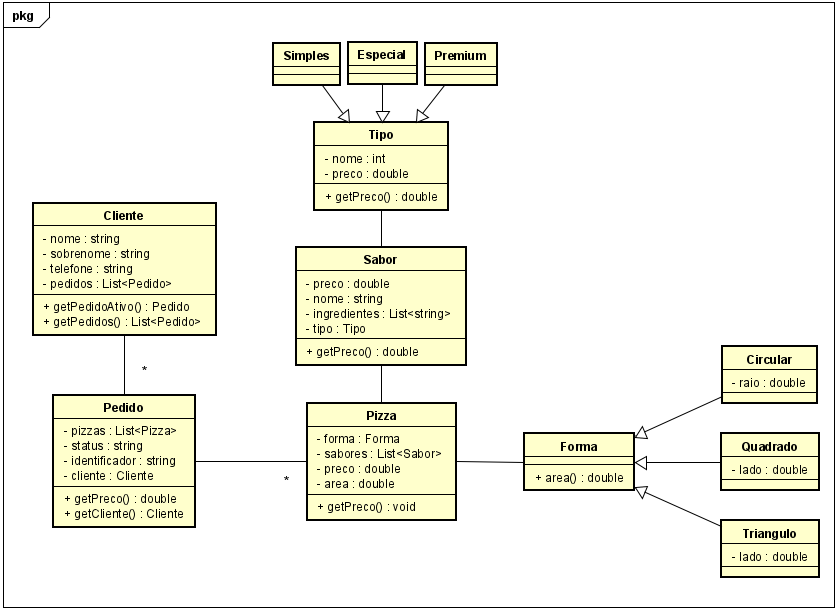 pkg
Simples
Especial
Premium
Tipo
- nome : int
- preco : double
+ getPreco() : double
Cliente
- nome : string
- sobrenome : string
- telefone : string
- pedidos : List<Pedido>
+ getPedidoAtivo() : Pedido
+ getPedidos() : List<Pedido>
Sabor
- preco : double
- nome : string
- ingredientes : List<string>
- tipo : Tipo
+ getPreco() : double
*
Pedido
- pizzas : List<Pizza>
- status : string
- identificador : string
- cliente : Cliente
+ getPreco() : double
+ getCliente() : Cliente
*
Pizza
- forma : Forma
- sabores : List<Sabor>
- preco : double
- area : double
+ getPreco() : void
Forma
+ area() : double
Circular
- raio : double
Quadrado
- lado : double
Triangulo
- lado : double